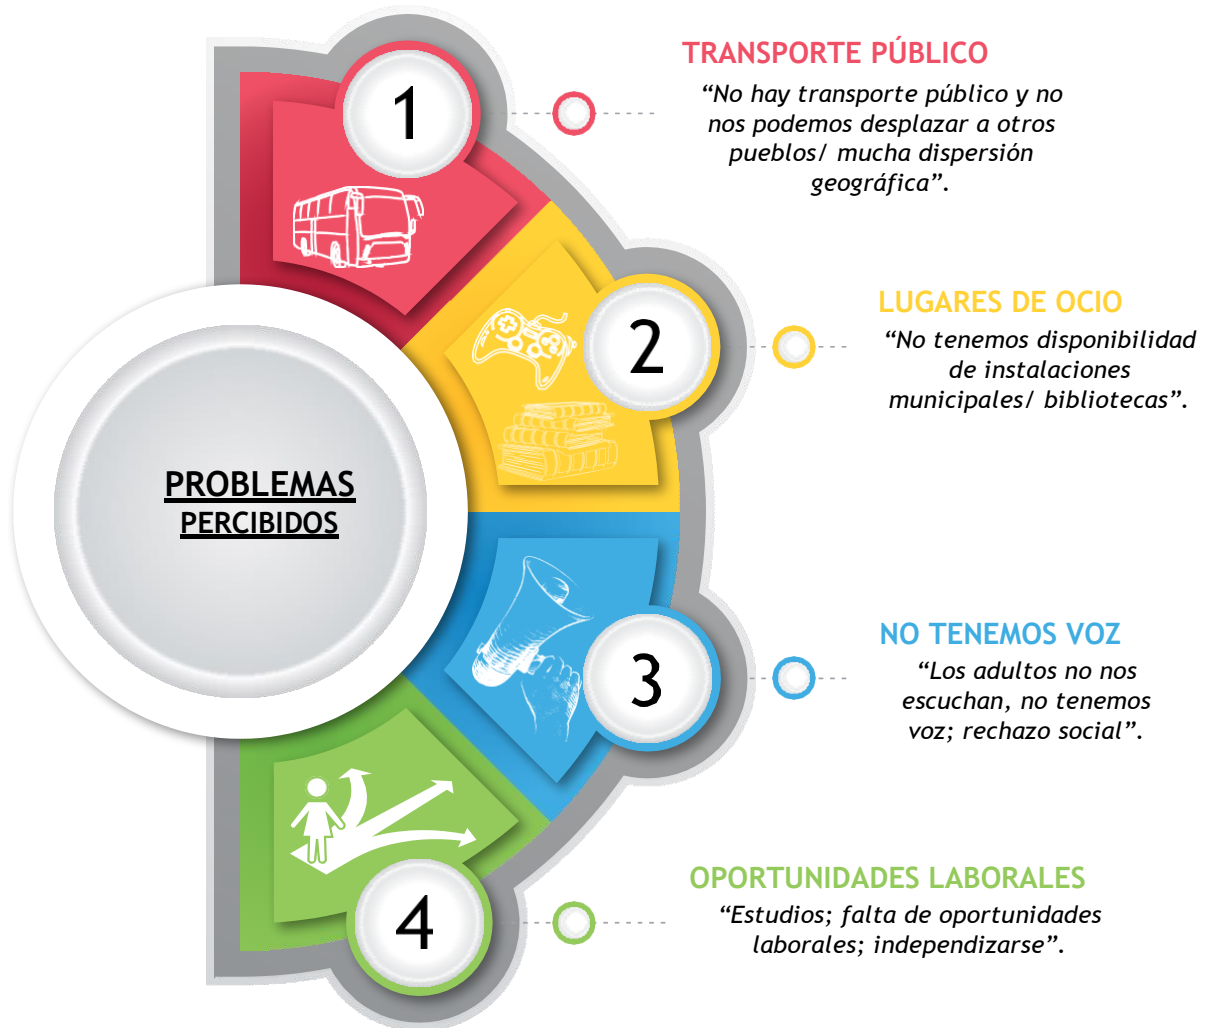 PROBLEMAS
PERCIBIDOS
1
TRANSPORTE PÚBLICO
“No hay transporte público y no
nos podemos desplazar a otros
pueblos/ mucha dispersión
geográfica”.
2
LUGARES DE OCIO
“No tenemos disponibilidad
de instalaciones
municipales/ bibliotecas”.
3
NO TENEMOS VOZ
“Los adultos no nos
escuchan, no tenemos
voz; rechazo social”.
4
OPORTUNIDADES LABORALES
“Estudios; falta de oportunidades
laborales; independizarse”.